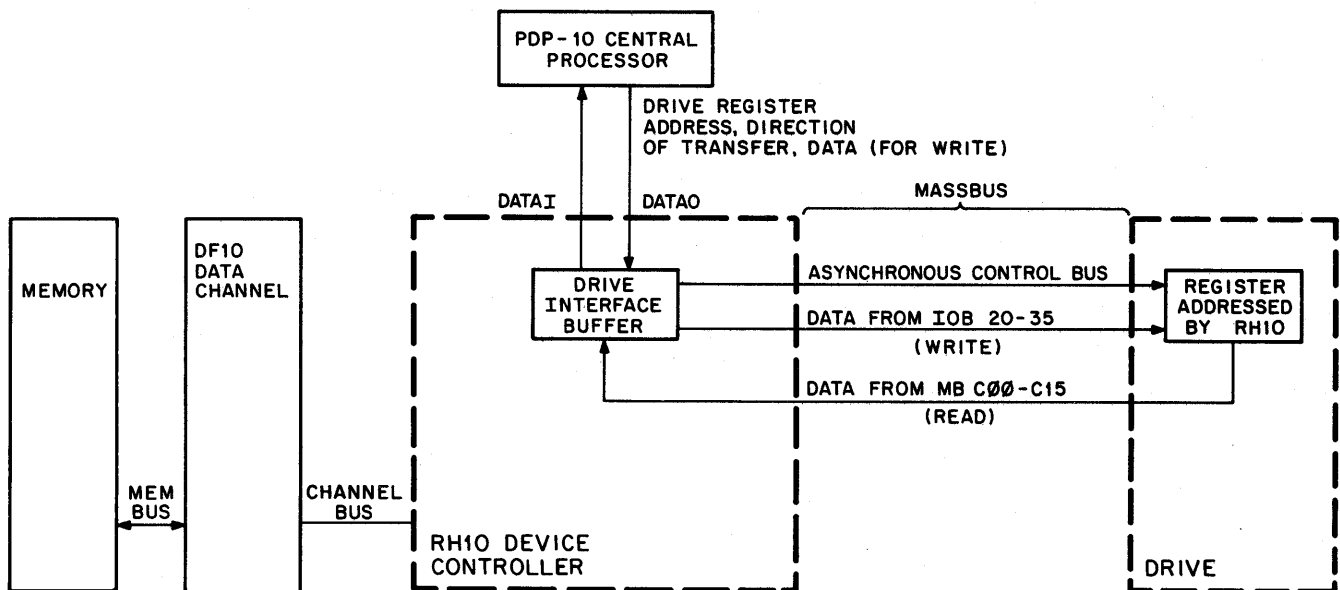 PDP-10 CENTRAL
PROCESSOR
DRIVE REGISTER
ADDRESS, DIRECTION
OF TRANSFER, DATA (FOR WRITE)
DATAI
DATAO
MASSBUS
MEMORY
DF10
DATA
CHANNEL
DRIVE
INTERFACE
BUFFER
ASYNCHRONOUS CONTROL BUS
DATA FROM IOB 20-35
(WRITE)
DATA FROM MB CØØ-C15
(READ)
REGISTER
ADDRESSED
BY RH10
MEM
BUS
CHANNEL
BUS
RH10 DEVICE
CONTROLLER
DRIVE